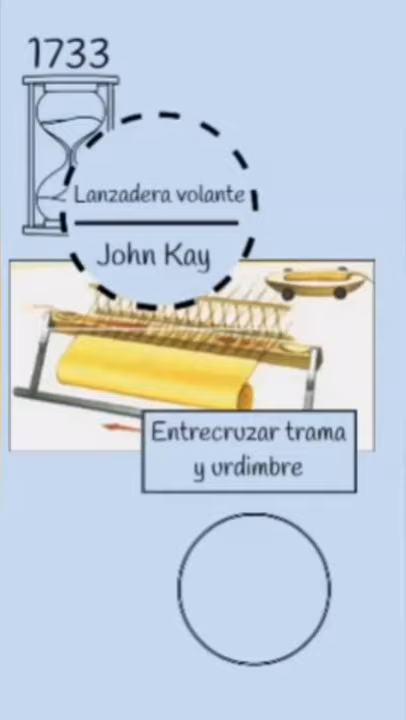 1733
Lanzadera volante
John Kay
Entrecruzar trama
y urdimbre